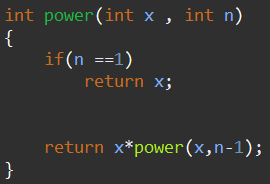 int power(int x , int n)
{
    if(n ==1)
        return x;
    return x*power(x,n-1);
}